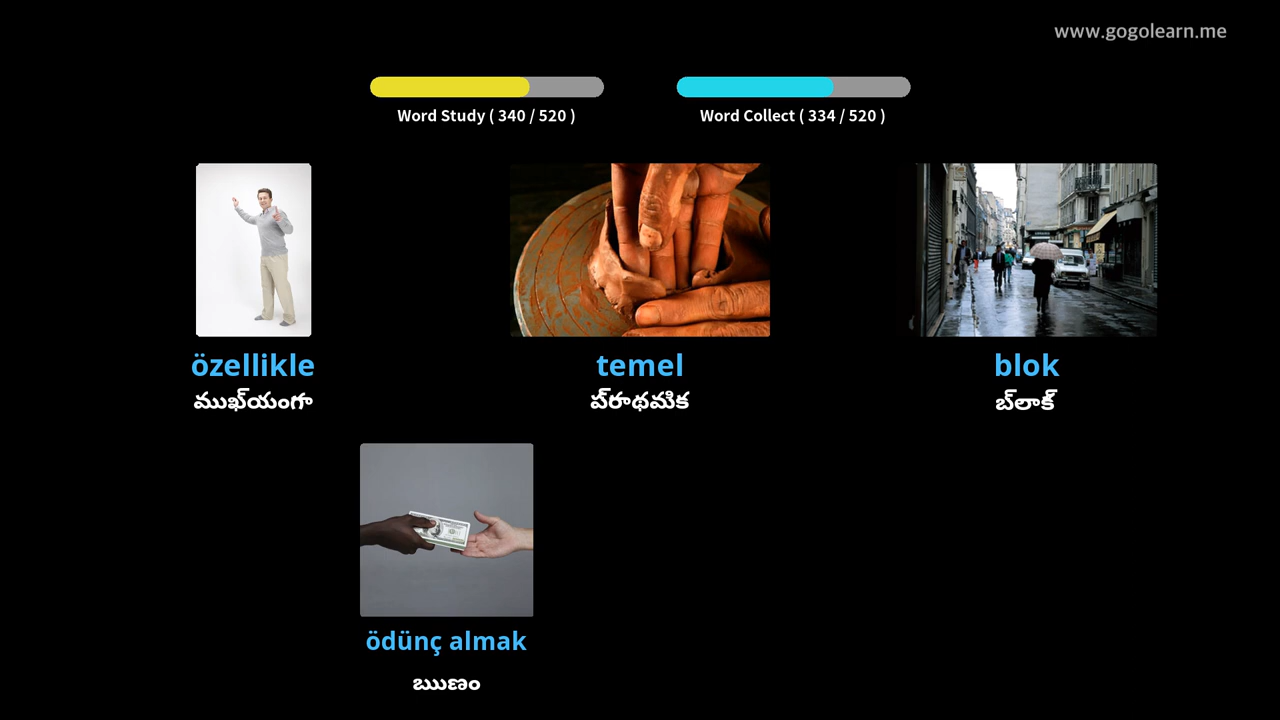 www.gogolearn.me
Word Study ( 340 / 520 )
Word Collect ( 334 / 520 )
özellikle
ముఖ్యంగా
temel
ప్రాథమిక
blok
బ్లాక్
ödünç almak
ఋణం